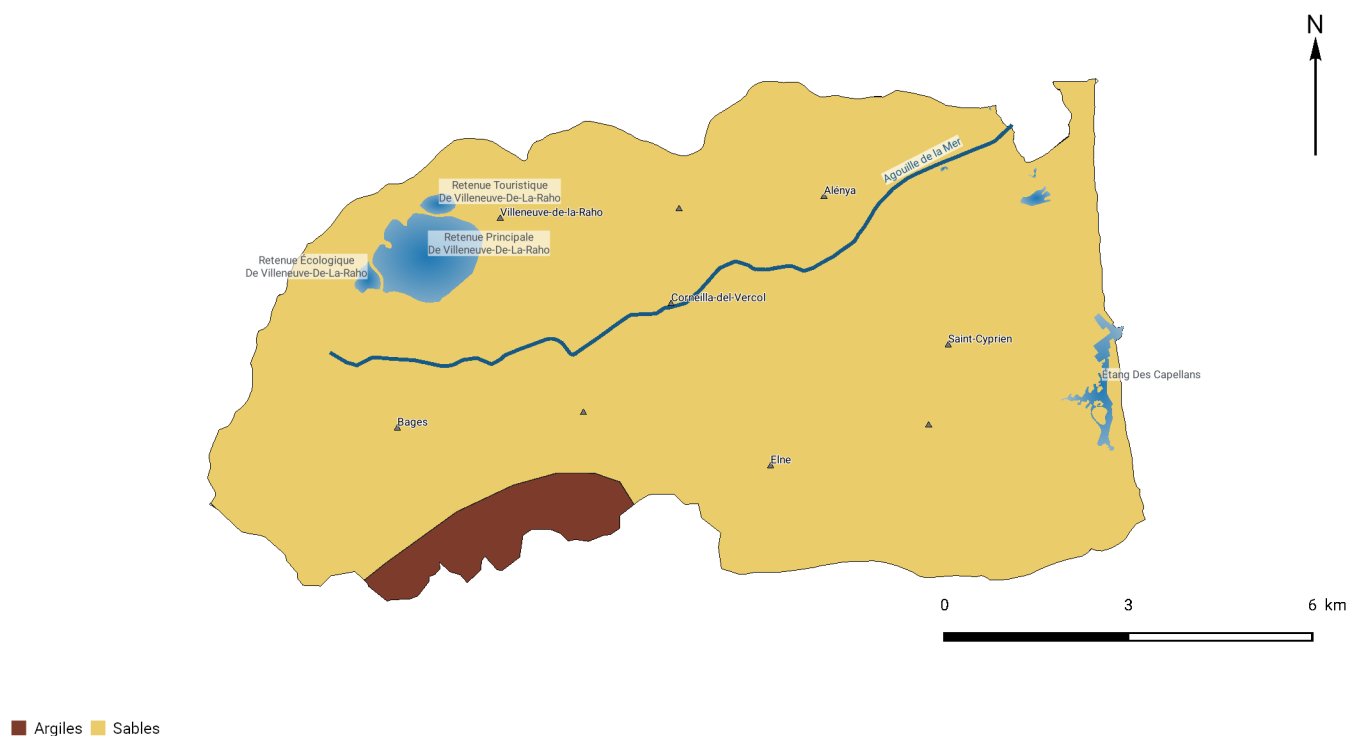 N
Agouille de la Mer
Retenue Touristique
De Villeneuve-De-La-Raho
Alénya
Villeneuve-de-la-Raho
Retenue Principale
De Villeneuve-De-La-Raho
Retenue Écologique
De Villeneuve-De-La-Raho
Corneilla-del-Vercol
Saint-Cyprien
Étang Des Capellans
Bages
Elne
0 3 6 km
Argiles Sables